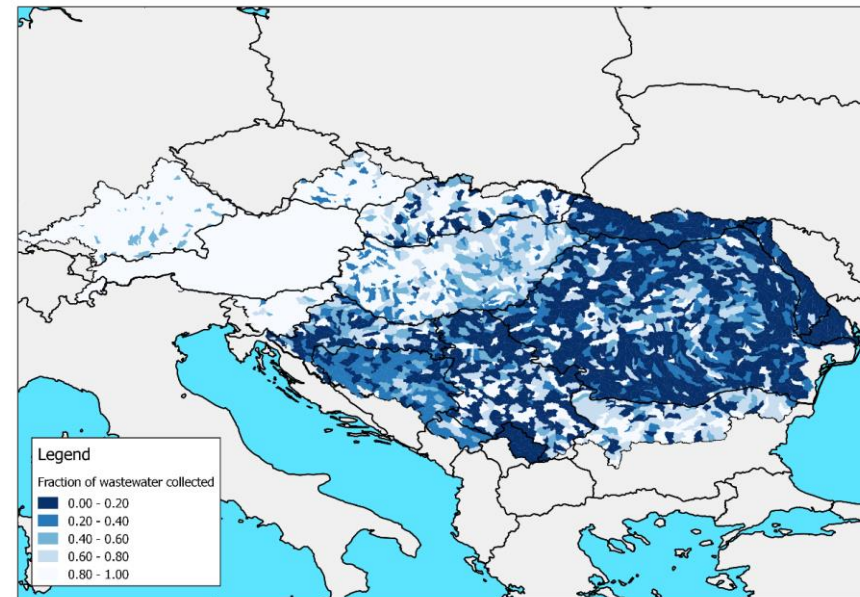 Legend
Fraction of wastewater collected
0.00 - 0.20
0.20 - 0.40
0.40 - 0.60
0.60 - 0.80
0.80 - 1.00